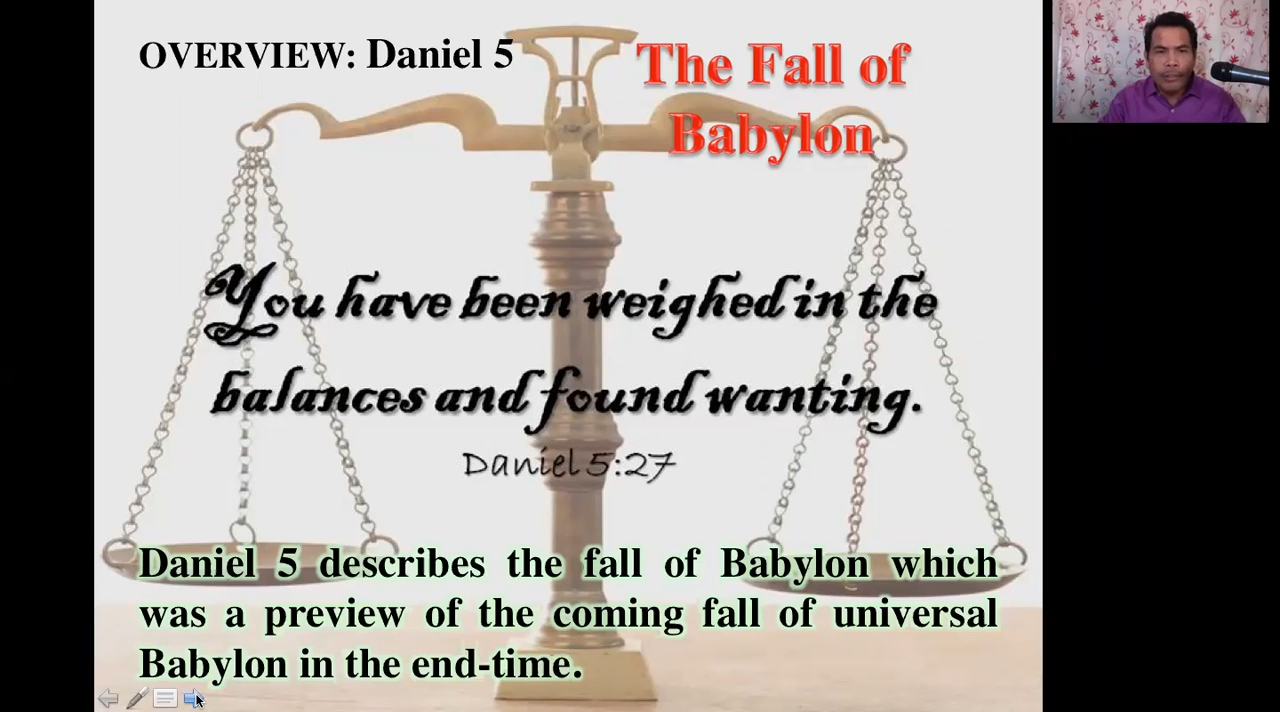 OVERVIEW: Daniel 5
The Fall of
Babylon
You have been weighed in the
balances and found wanting.
Daniel 5:27
Daniel 5 describes the fall of Babylon which
was a preview of the coming fall of universal
Babylon in the end-time.